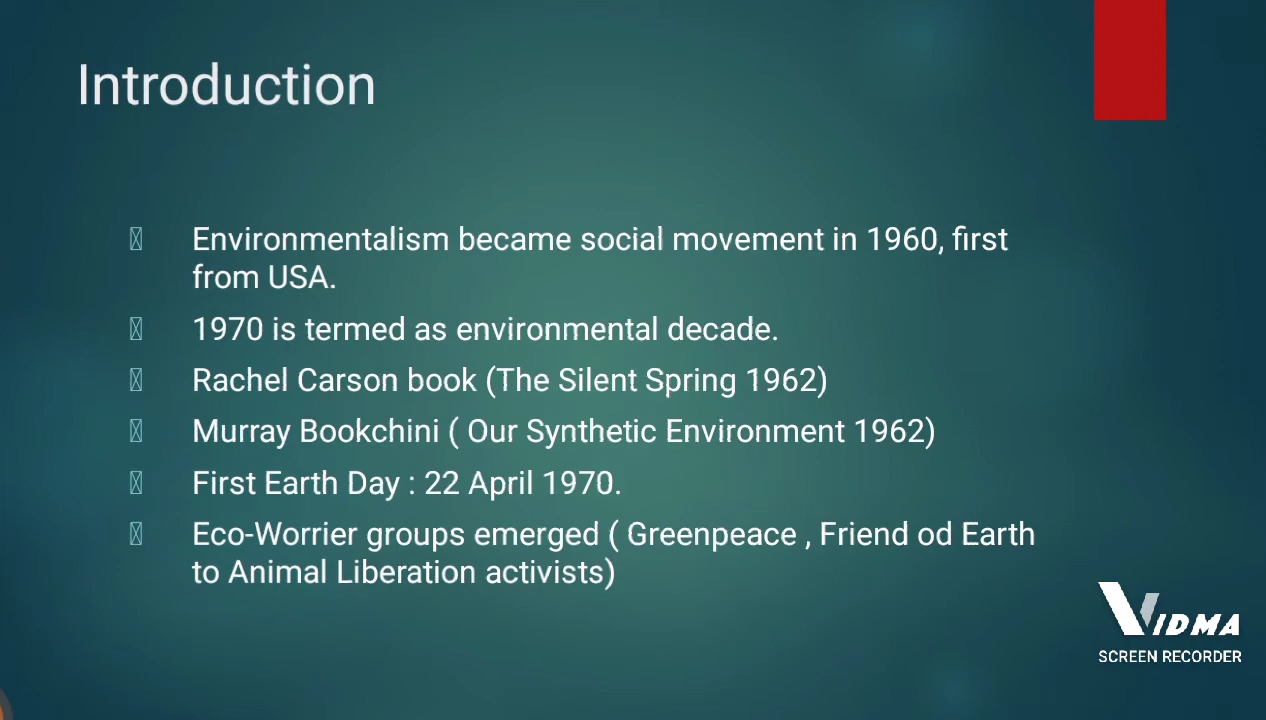 Introduction
Environmentalism became social movement in 1960, first
from USA.
1970 is termed as environmental decade.
Rachel Carson book (The Silent Spring 1962)
Murray Bookchini ( Our Synthetic Environment 1962)
First Earth Day : 22 April 1970.
Eco-Worrier groups emerged ( Greenpeace , Friend od Earth
to Animal Liberation activists)
VIDMA
SCREEN RECORDER